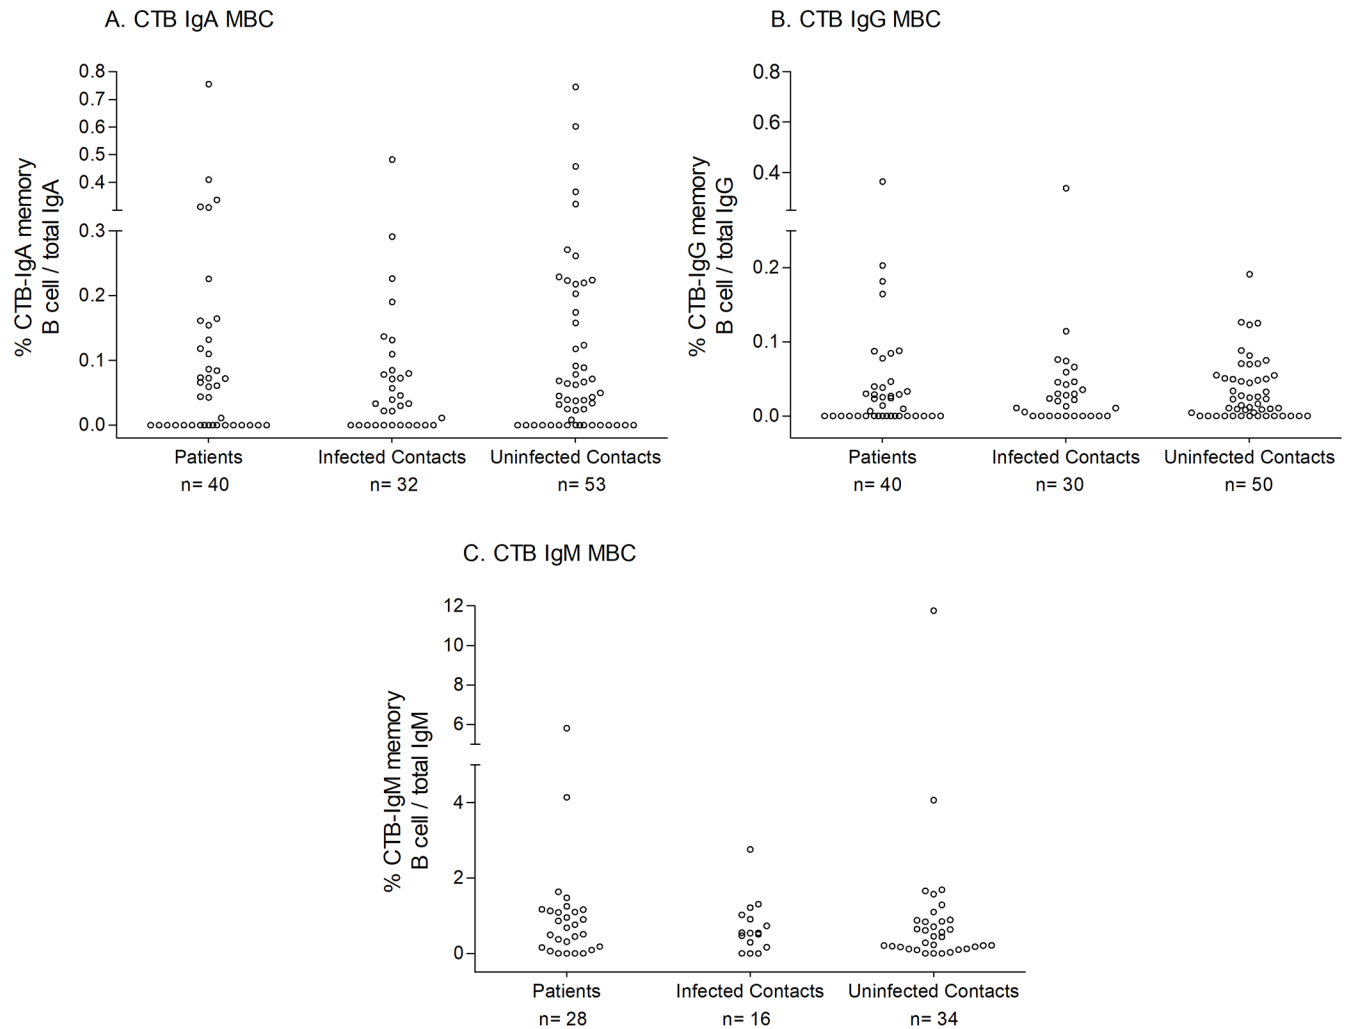 A. CTB IgA MBC
% CTB-IgA memory
B cell / total IgA
0.8
0.7
0.6
0.5
0.4
0.3
0.2
0.1
0.0
Patients
Infected Contacts
Uninfected Contacts
n= 40
n= 32
n= 53
B. CTB IgG MBC
% CTB-IgG memory
B cell / total IgG
0.8
0.6
0.4
0.2
0.1
0.0
Patients
Infected Contacts
Uninfected Contacts
n= 40
n= 30
n= 50
C. CTB IgM MBC
% CTB-IgM memory
B cell / total IgM
12
10
8
6
4
2
0
Patients
Infected Contacts
Uninfected Contacts
n= 28
n= 16
n= 34